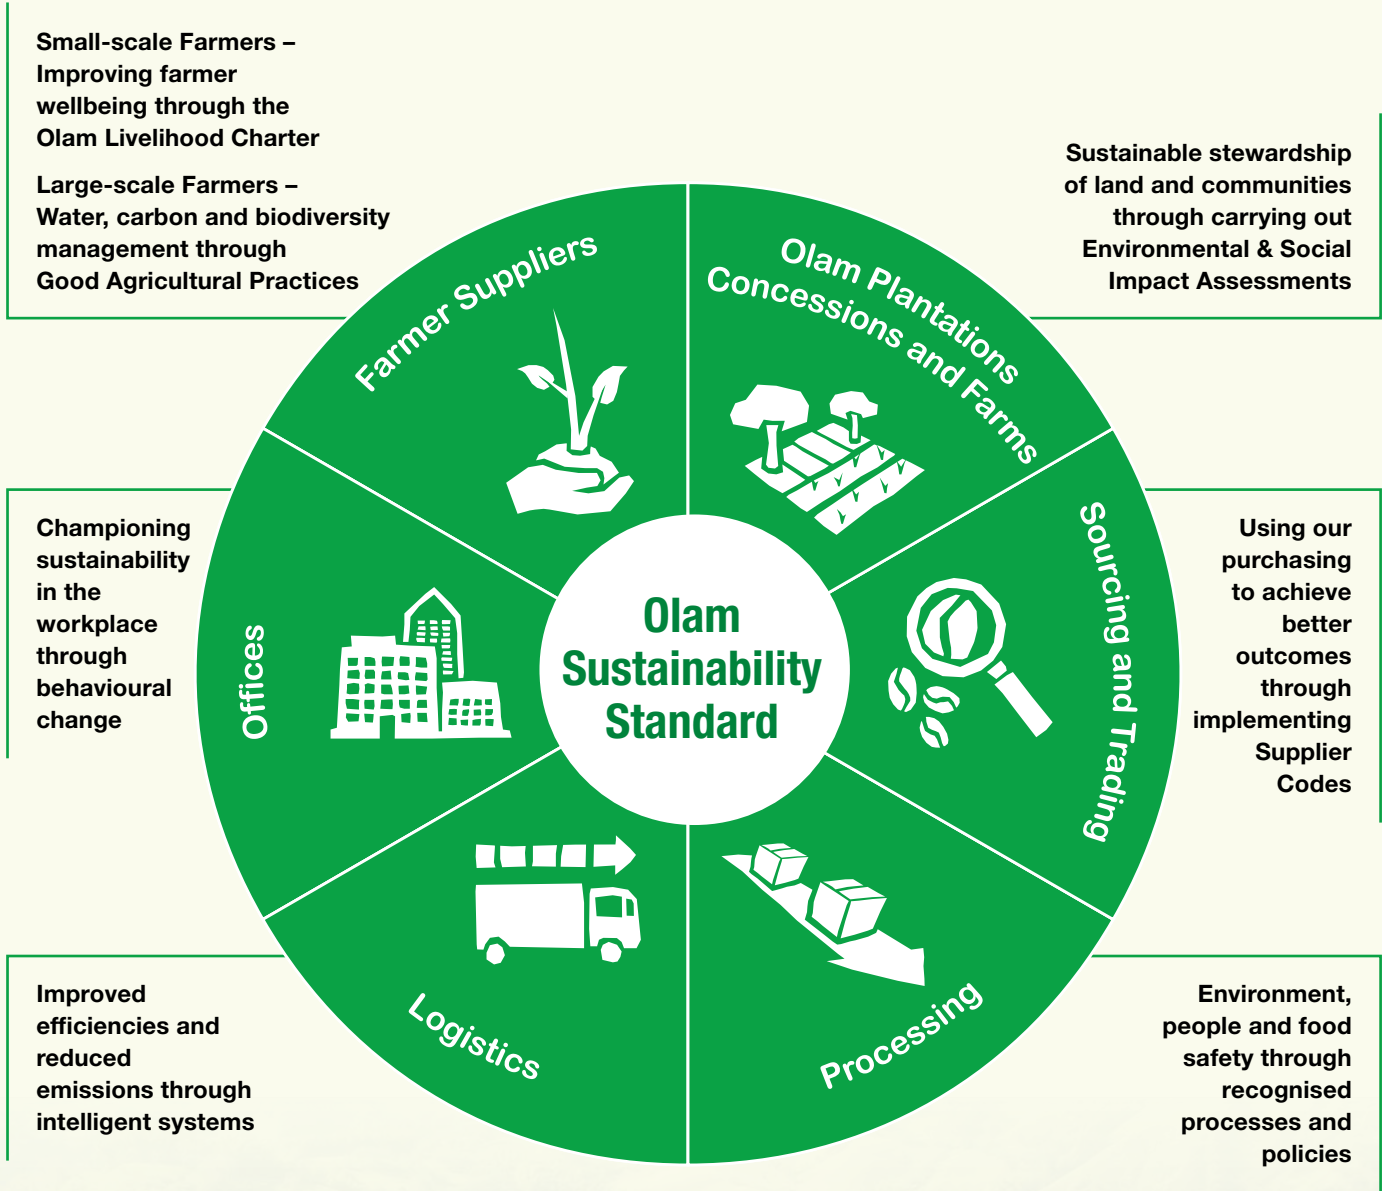 Small-scale Farmers –
Improving farmer
wellbeing through the
Olam Livelihood Charter
Large-scale Farmers –
Water, carbon and biodiversity
management through
Good Agricultural Practices
Sustainable stewardship
of land and communities
through carrying out
Environmental & Social
Impact Assessments
Farmer Suppliers
Olam Plantations
Concessions and Farms
Championing
sustainability
in the
workplace
through
behavioural
change
Offices
Olam
Sustainability
Standard
Sourcing and Trading
Using our
purchasing
to achieve
better
outcomes
through
implementing
Supplier
Codes
Logistics
Processing
Improved
efficiencies and
reduced
emissions through
intelligent systems
Environment,
people and food
safety through
recognised
processes and
policies